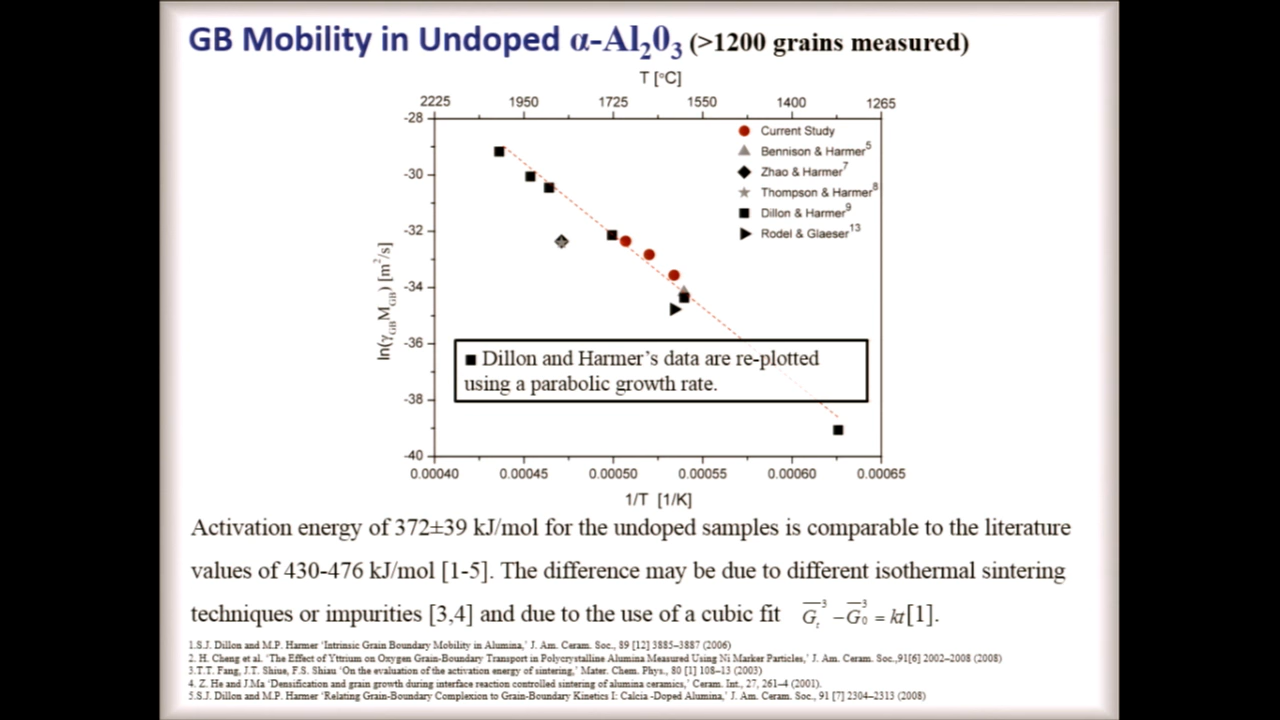 GB Mobility in Undoped α-Al₂0₃ (>1200 grains measured)
T [°C]
2225 1950 1725 1550 1400 1265
-28
-30
-32
-34
-36
-38
-40
ln(γGBMGB) [m²/s]
Current Study
Bennison & Harmer⁵
Zhao & Harmer⁷
Thompson & Harmer⁸
Dillon & Harmer⁹
Rodel & Glaeser¹³
■ Dillon and Harmer’s data are re-plotted
using a parabolic growth rate.
0.00040 0.00045 0.00050 0.00055 0.00060 0.00065
1/T [1/K]
Activation energy of 372±39 kJ/mol for the undoped samples is comparable to the literature
values of 430-476 kJ/mol [1-5]. The difference may be due to different isothermal sintering
techniques or impurities [3,4] and due to the use of a cubic fit G̅ₜ³ – G̅₀³ = kt[1].
1.S.J. Dillon and M.P. Harmer ‘Intrinsic Grain Boundary Mobility in Alumina,’ J. Am. Ceram. Soc., 89 [12] 3885–3887 (2006)
2. H. Cheng et al. ‘The Effect of Yttrium on Oxygen Grain-Boundary Transport in Polycrystalline Alumina Measured Using Ni Marker Particles,’ J. Am. Ceram. Soc.,91[6] 2002–2008 (2008)
3.T.T. Fang, J.T. Shiue, F.S. Shiau ‘On the evaluation of the activation energy of sintering,’ Mater. Chem. Phys., 80 [1] 108–13 (2003)
4. Z. He and J.Ma ‘Densification and grain growth during interface reaction controlled sintering of alumina ceramics,’ Ceram. Int., 27, 261–4 (2001).
5.S.J. Dillon and M.P. Harmer ‘Relating Grain-Boundary Complexion to Grain-Boundary Kinetics I: Calcia -Doped Alumina,’ J. Am. Ceram. Soc., 91 [7] 2304–2313 (2008)